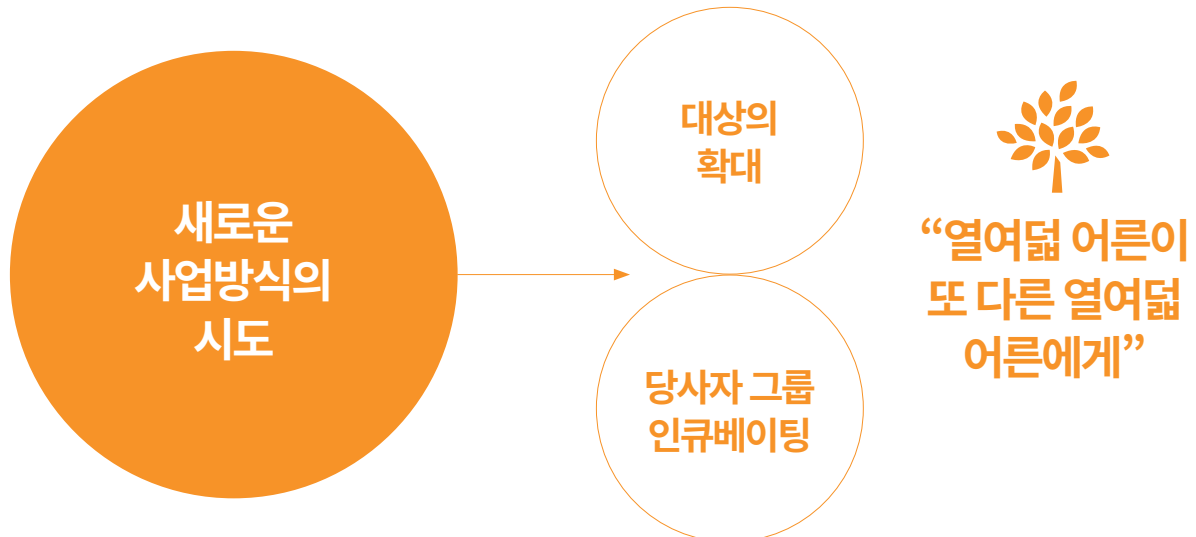 새로운
사업방식의
시도
대상의
확대
당사자 그룹
인큐베이팅
“열여덟 어른이
또 다른 열여덟
어른에게”